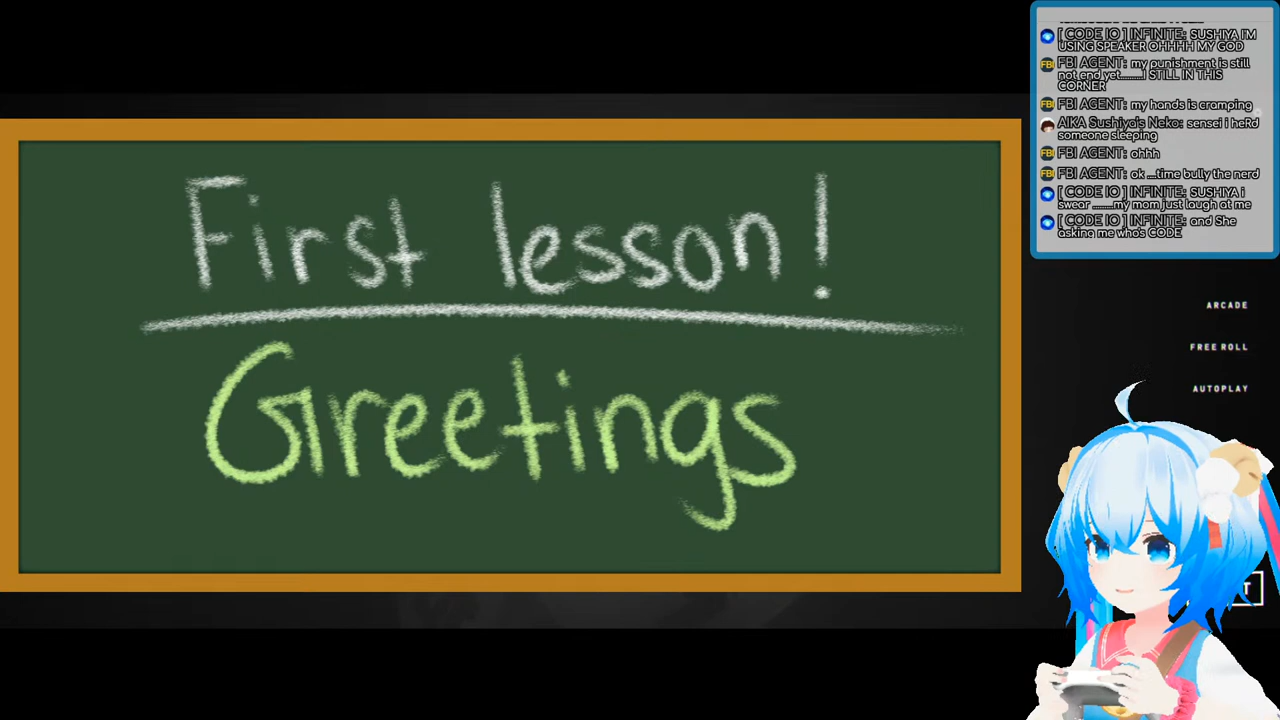 First lesson!
Greetings
[ CODE IO ] INFINITE: SUSHIYA I'M
USING SPEAKER OHHHH MY GOD
FBI AGENT: my punishment is still
not end yet.........I STILL IN THIS
CORNER
FBI AGENT: my hands is cramping
AIKA Sushiya's Neko: sensei i heRd
someone sleeping
FBI AGENT: ohhh
FBI AGENT: ok ....time bully the nerd
[ CODE IO ] INFINITE: SUSHIYA i
swear .........my mom just laugh at me
[ CODE IO ] INFINITE: and She
asking me who's CODE
ARCADE
FREE ROLL
AUTOPLAY